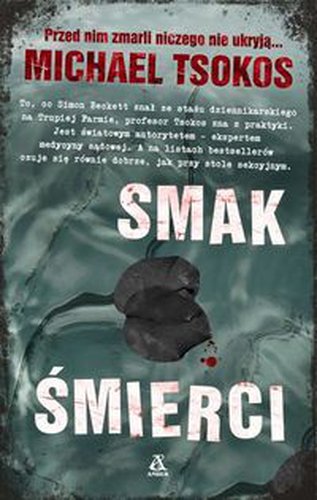 Przed nim zmarli niczego nie ukryją...
MICHAEL TSOKOS
To, co Simon Beckett znał ze stażu dziennikarskiego
na Trupiej Farmie, profesor Tsokos zna z praktyki.
Jest światowym autorytetem – ekspertem
medycyny sądowej. A na listach bestsellerów
czuje się równie dobrze, jak przy stole sekcyjnym.
SMAK
ŚMIERCI
AMBER